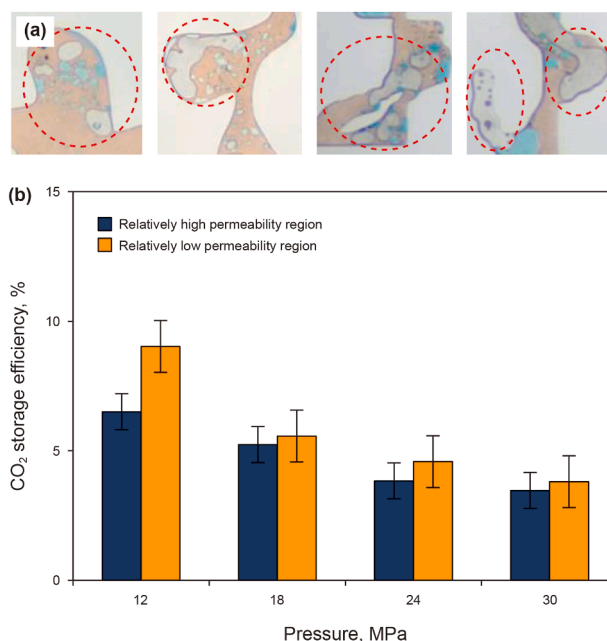 (a)
(b)
15
Relatively high permeability region
Relatively low permeability region
10
5
0
CO₂ storage efficiency, %
12 18 24 30
Pressure, MPa